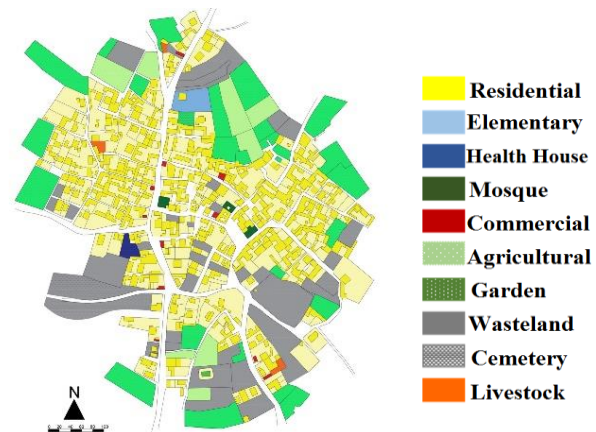 Residential
Elementary
Health House
Mosque
Commercial
Agricultural
Garden
Wasteland
Cemetery
Livestock
N